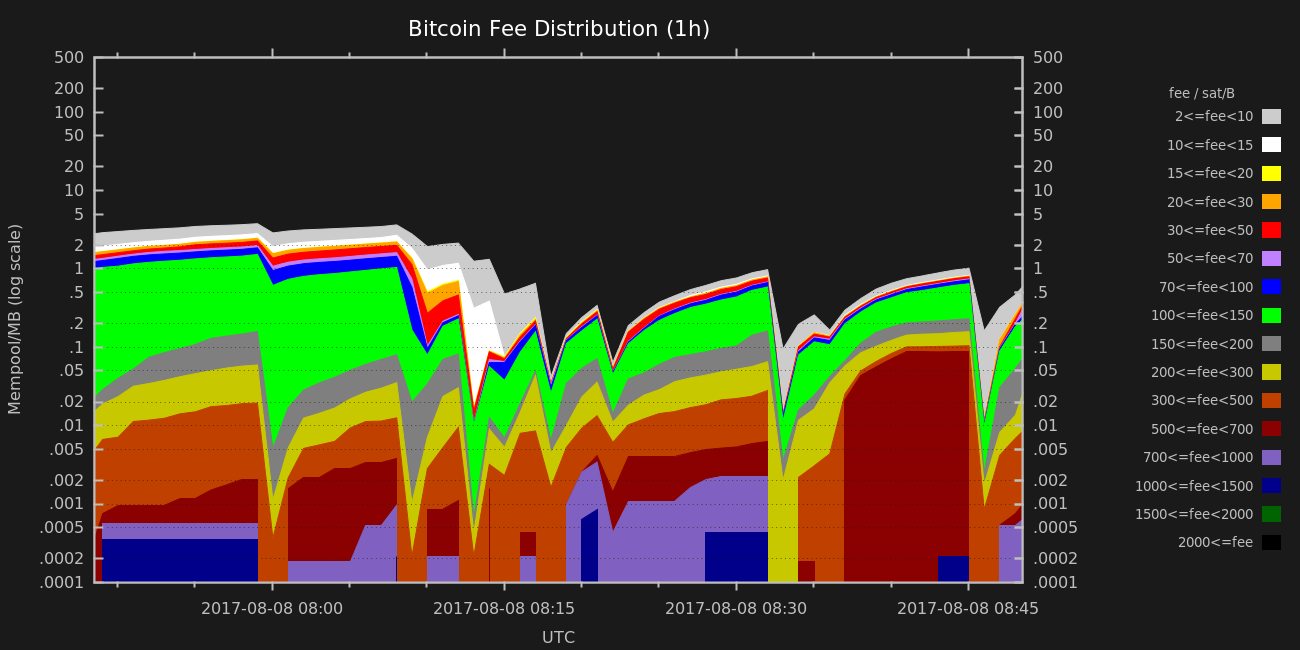 Bitcoin Fee Distribution (1h)
500
200
100
50
20
10
5
2
1
.5
.2
.1
.05
.02
.01
.005
.002
.001
.0005
.0002
.0001
Mempool/MB (log scale)
500
200
100
50
20
10
5
2
1
.5
.2
.1
.05
.02
.01
.005
.002
.001
.0005
.0002
.0001
2017-08-08 08:00
2017-08-08 08:15
2017-08-08 08:30
2017-08-08 08:45
UTC
fee / sat/B
2<=fee<10
10<=fee<15
15<=fee<20
20<=fee<30
30<=fee<50
50<=fee<70
70<=fee<100
100<=fee<150
150<=fee<200
200<=fee<300
300<=fee<500
500<=fee<700
700<=fee<1000
1000<=fee<1500
1500<=fee<2000
2000<=fee